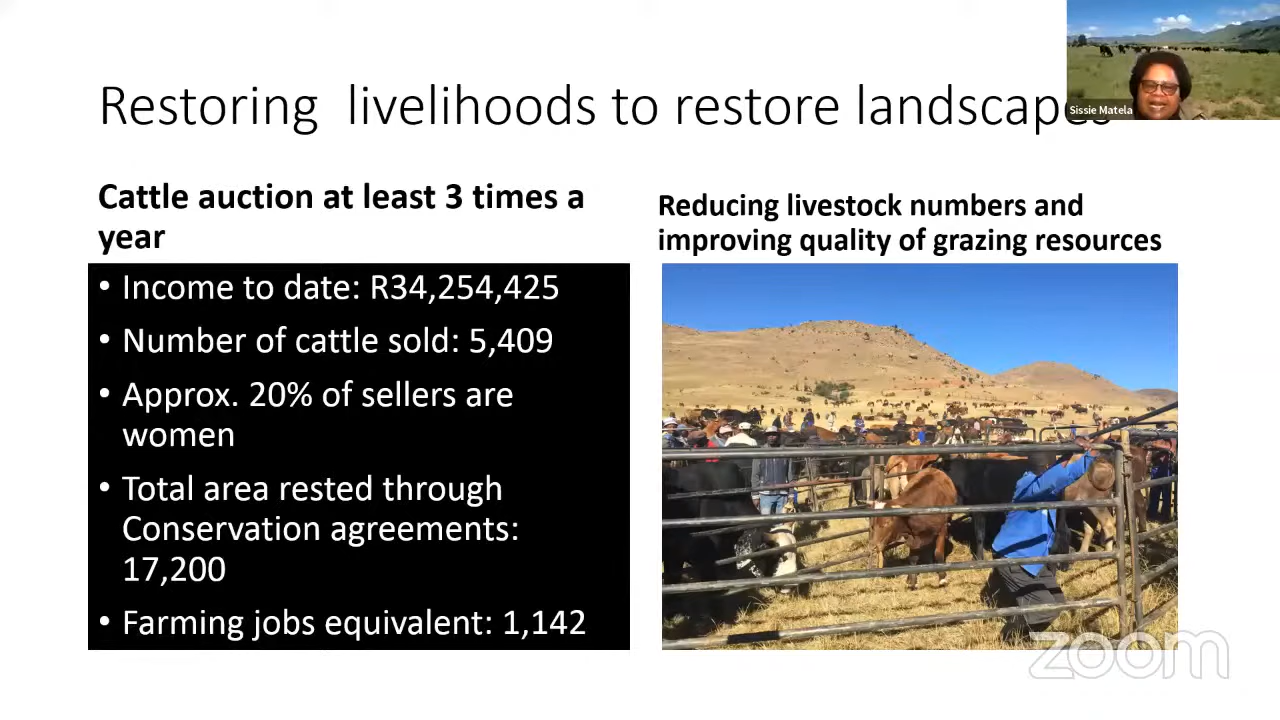 Restoring livelihoods to restore landscapes
Sissie Matela
Cattle auction at least 3 times a
year
• Income to date: R34,254,425
• Number of cattle sold: 5,409
• Approx. 20% of sellers are
women
• Total area rested through
Conservation agreements:
17,200
• Farming jobs equivalent: 1,142
Reducing livestock numbers and
improving quality of grazing resources
zoom